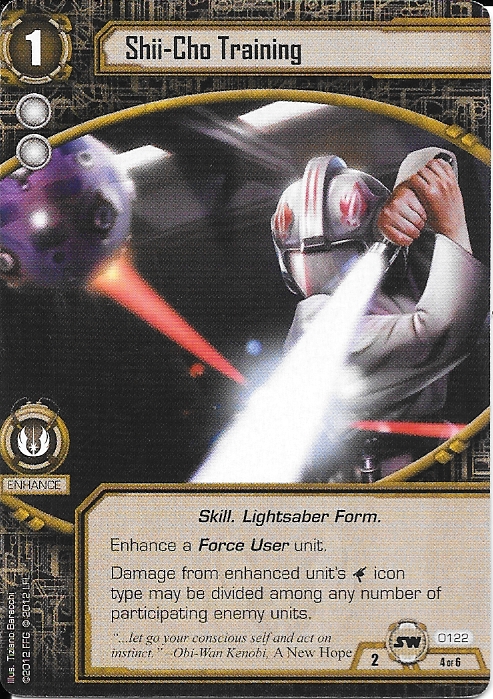 1
Shii-Cho Training
ENHANCE
Skill. Lightsaber Form.
Enhance a Force User unit.
Damage from enhanced unit's icon
type may be divided among any number of
participating enemy units.
"...let go your conscious self and act on
instinct." –Obi-Wan Kenobi, A New Hope
2
SW
0122
4 of 6
Illus. Tiziano Baracchi
©2012 FFG ©2012 LFL